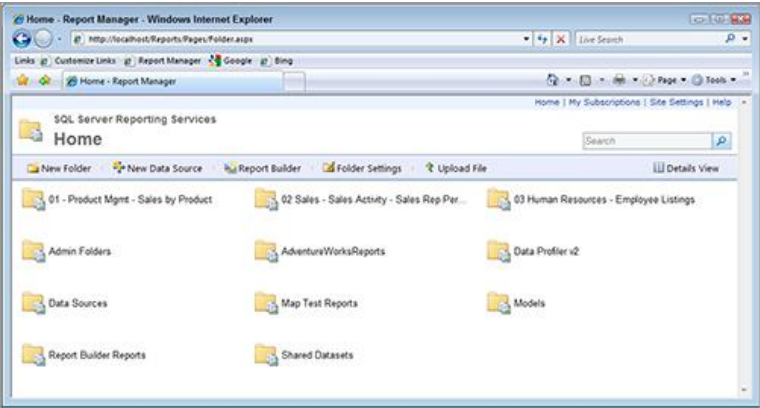 Home - Report Manager - Windows Internet Explorer
http://localhost/Reports/Pages/Folder.aspx
Live Search
Links Customize Links Report Manager Google Bing
Home - Report Manager
Page Tools
Home | My Subscriptions | Site Settings | Help
SQL Server Reporting Services
Home
Search
New Folder New Data Source Report Builder Folder Settings Upload File Details View
01 - Product Mgmt - Sales by Product 02 Sales - Sales Activity - Sales Rep Per... 03 Human Resources - Employee Listings
Admin Folders AdventureWorksReports Data Profiler v2
Data Sources Map Test Reports Models
Report Builder Reports Shared Datasets